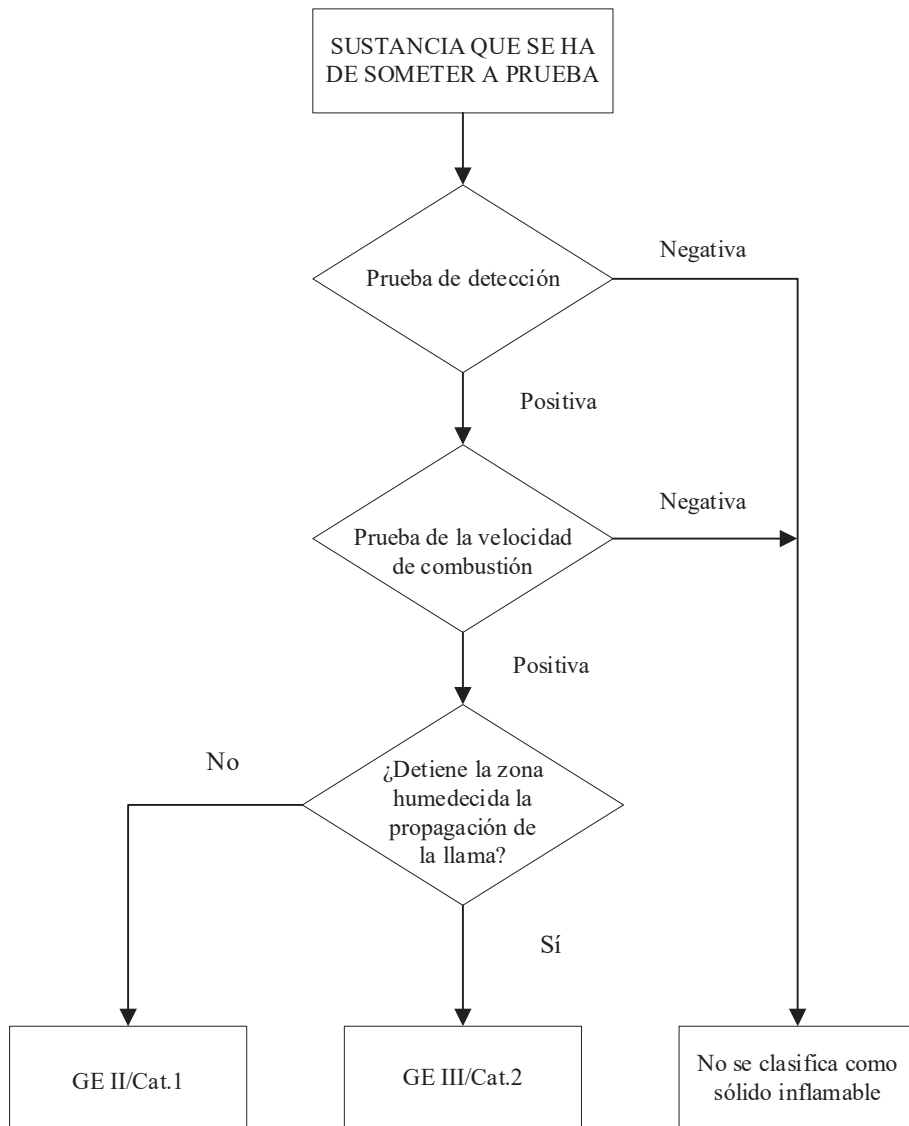 SUSTANCIA QUE SE HA
DE SOMETER A PRUEBA
Negativa
Prueba de detección
Positiva
Negativa
Prueba de la velocidad
de combustión
Positiva
No
¿Detiene la zona
humedecida la
propagación de
la llama?
Sí
GE II/Cat.1
GE III/Cat.2
No se clasifica como
sólido inflamable